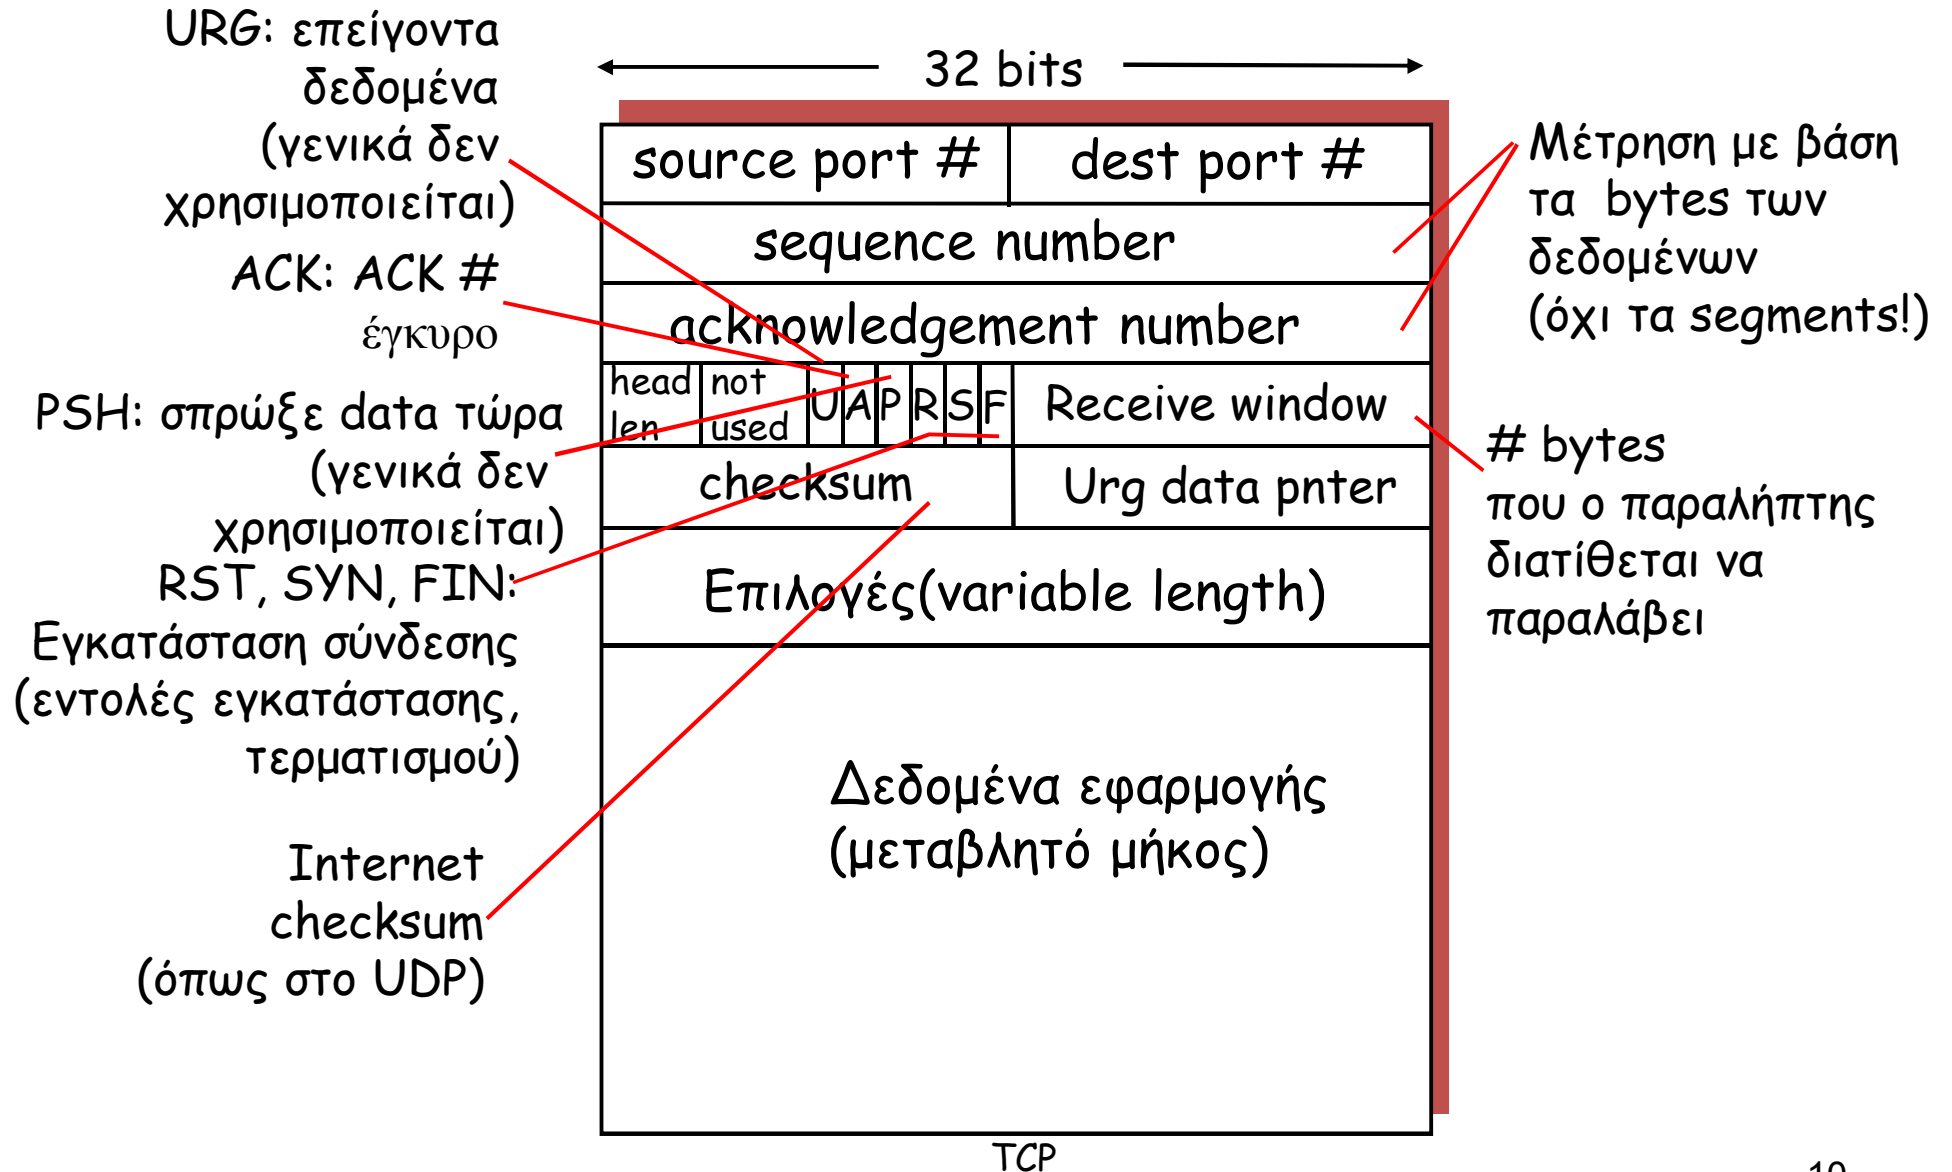 URG: επείγοντα
δεδομένα
(γενικά δεν
χρησιμοποιείται)
ACK: ACK #
έγκυρο
PSH: σπρώξε data τώρα
(γενικά δεν
χρησιμοποιείται)
RST, SYN, FIN:
Εγκατάσταση σύνδεσης
(εντολές εγκατάστασης,
τερματισμού)
Internet
checksum
(όπως στο UDP)
32 bits
source port #
dest port #
sequence number
acknowledgement number
head
len
not
used
U
A
P
R
S
F
Receive window
checksum
Urg data pnter
Επιλογές(variable length)
Δεδομένα εφαρμογής
(μεταβλητό μήκος)
TCP
Μέτρηση με βάση
τα bytes των
δεδομένων
(όχι τα segments!)
# bytes
που ο παραλήπτης
διατίθεται να
παραλάβει